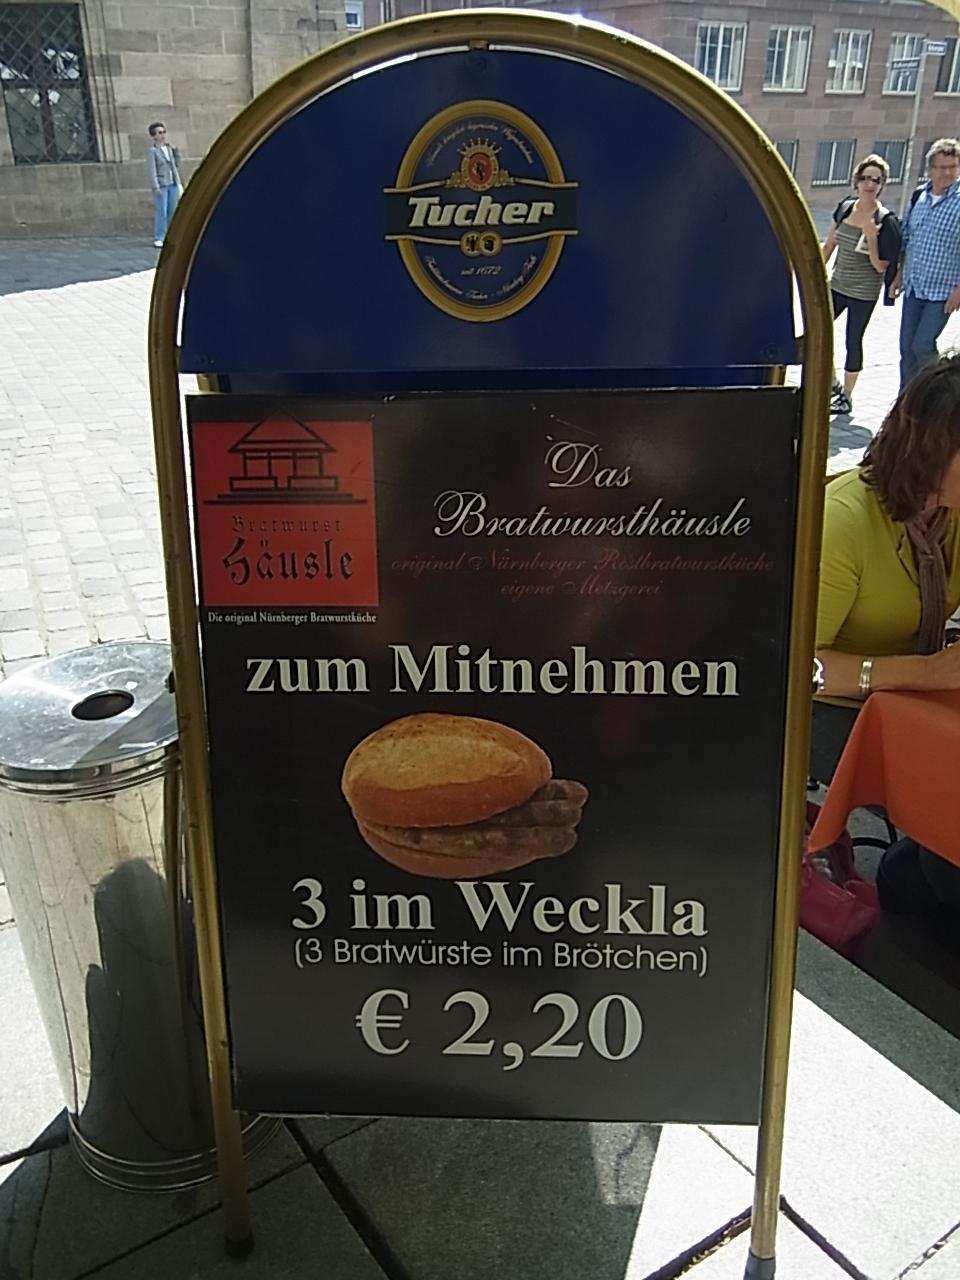 Tucher
seit 1672
Das
Bratwursthäusle
original Nürnberger Rostbratwurstküche
eigene Metzgerei
Bratwurst
Häusle
Die original Nürnberger Bratwurstküche
zum Mitnehmen
3 im Weckla
(3 Bratwürste im Brötchen)
€ 2,20